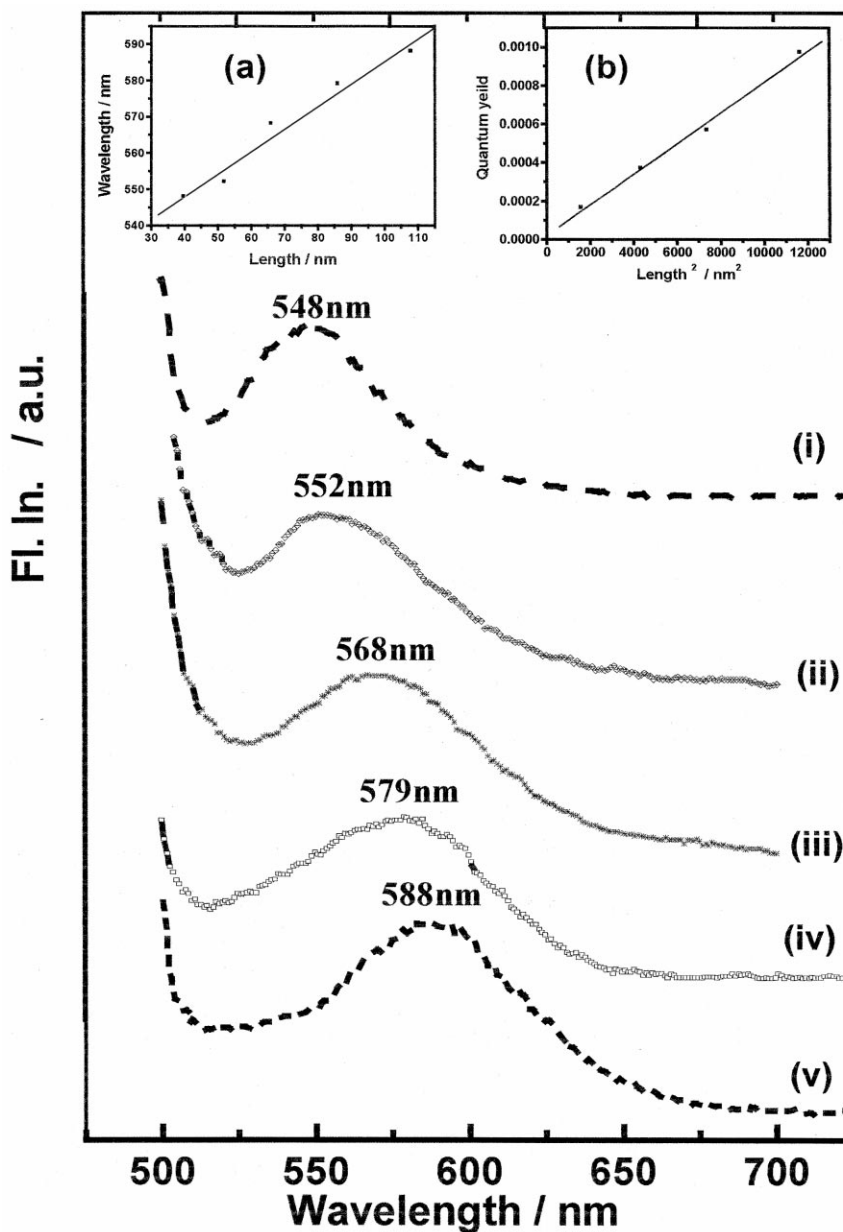 (a)
Wavelength / nm
590
580
570
560
550
540
30 40 50 60 70 80 90 100 110
Length / nm
(b)
Quantum yeild
0.0010
0.0008
0.0006
0.0004
0.0002
0.0000
0 2000 4000 6000 8000 10000 12000
Length 2 / nm2
548nm
(i)
552nm
(ii)
568nm
(iii)
579nm
(iv)
588nm
(v)
Fl. In. / a.u.
500 550 600 650 700
Wavelength / nm